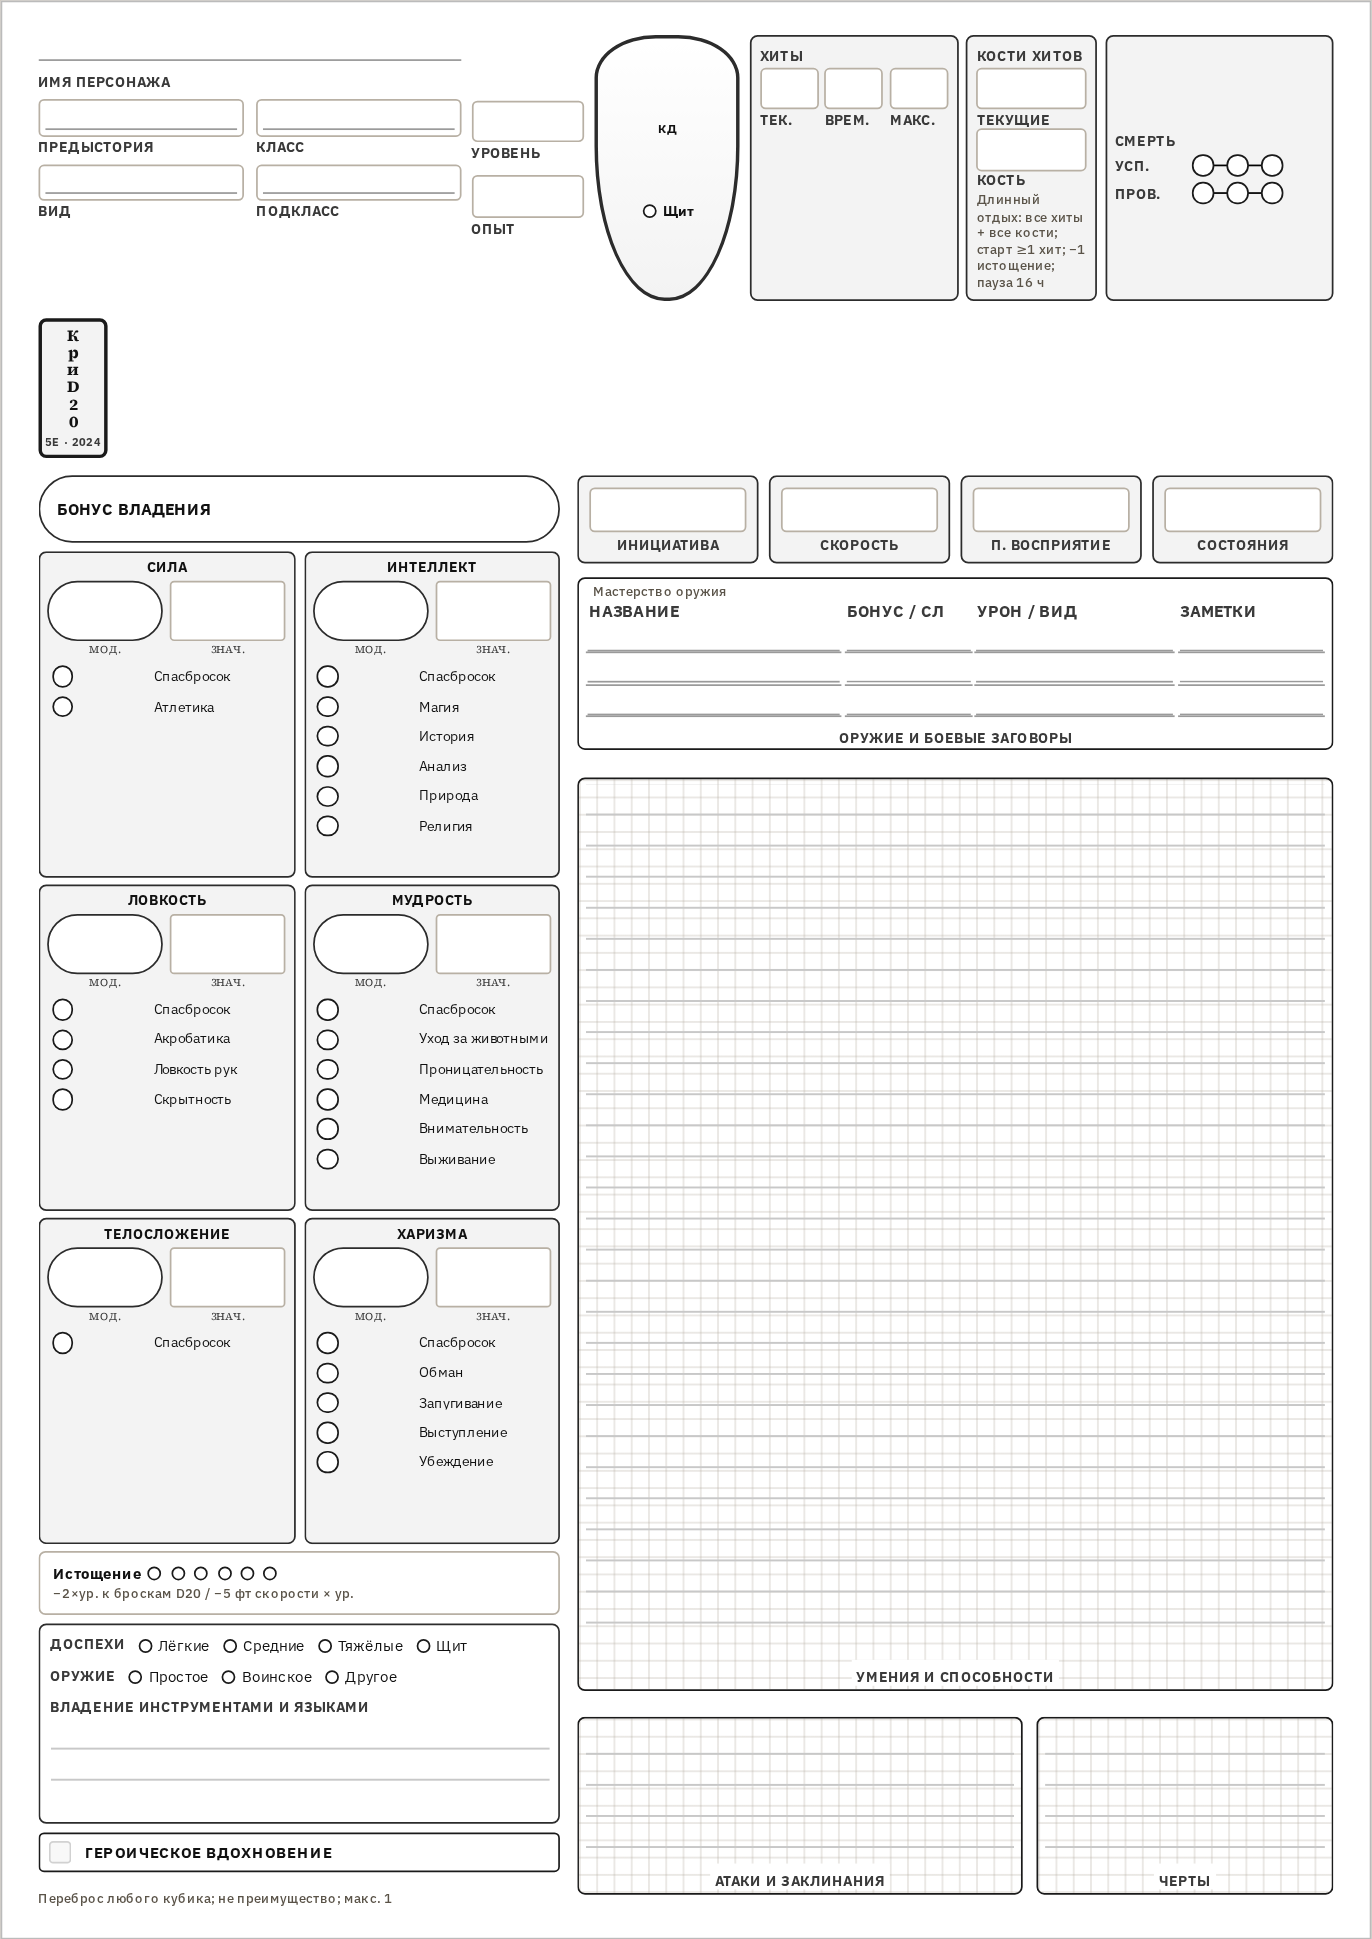 ИМЯ ПЕРСОНАЖА
ПРЕДЫСТОРИЯ
КЛАСС
УРОВЕНЬ
ВИД
ПОДКЛАСС
ОПЫТ
КД
Щит
ХИТЫ
ТЕК.
ВРЕМ.
МАКС.
КОСТИ ХИТОВ
ТЕКУЩИЕ
КОСТЬ
Длинный
отдых: все хиты
+ все кости;
старт ≥1 хит; −1
истощение;
пауза 16 ч
СМЕРТЬ
УСП.
ПРОВ.
К
р
и
D
2
0
5E · 2024
БОНУС ВЛАДЕНИЯ
СИЛА
МОД.
ЗНАЧ.
Спасбросок
Атлетика
ИНТЕЛЛЕКТ
МОД.
ЗНАЧ.
Спасбросок
Магия
История
Анализ
Природа
Религия
ЛОВКОСТЬ
МОД.
ЗНАЧ.
Спасбросок
Акробатика
Ловкость рук
Скрытность
МУДРОСТЬ
МОД.
ЗНАЧ.
Спасбросок
Уход за животными
Проницательность
Медицина
Внимательность
Выживание
ТЕЛОСЛОЖЕНИЕ
МОД.
ЗНАЧ.
Спасбросок
ХАРИЗМА
МОД.
ЗНАЧ.
Спасбросок
Обман
Запугивание
Выступление
Убеждение
Истощение
−2×ур. к броскам D20 / −5 фт скорости × ур.
ДОСПЕХИ Лёгкие Средние Тяжёлые Щит
ОРУЖИЕ Простое Воинское Другое
ВЛАДЕНИЕ ИНСТРУМЕНТАМИ И ЯЗЫКАМИ
ГЕРОИЧЕСКОЕ ВДОХНОВЕНИЕ
Переброс любого кубика; не преимущество; макс. 1
ИНИЦИАТИВА
СКОРОСТЬ
П. ВОСПРИЯТИЕ
СОСТОЯНИЯ
Мастерство оружия
НАЗВАНИЕ БОНУС / СЛ УРОН / ВИД ЗАМЕТКИ
ОРУЖИЕ И БОЕВЫЕ ЗАГОВОРЫ
УМЕНИЯ И СПОСОБНОСТИ
АТАКИ И ЗАКЛИНАНИЯ
ЧЕРТЫ